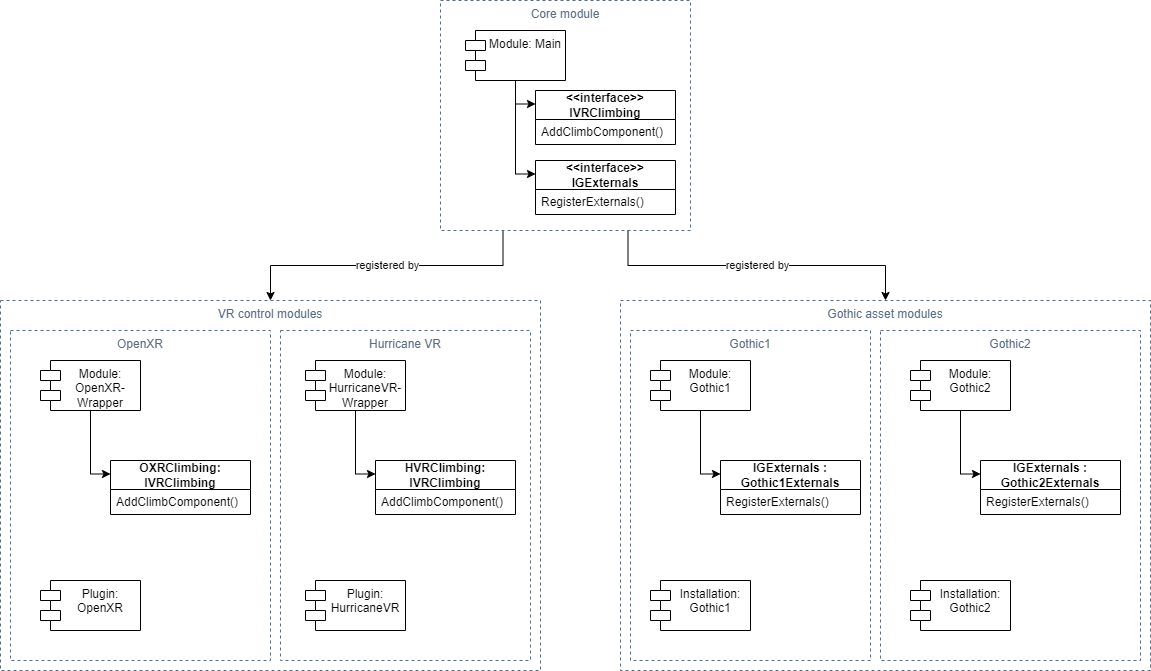 Core module
Module: Main
<<interface>>
IVRClimbing
AddClimbComponent()
<<interface>>
IGExternals
RegisterExternals()
registered by
registered by
VR control modules
OpenXR
Module:
OpenXR-
Wrapper
OXRClimbing:
IVRClimbing
AddClimbComponent()
Plugin:
OpenXR
Hurricane VR
Module:
HurricaneVR-
Wrapper
HVRClimbing:
IVRClimbing
AddClimbComponent()
Plugin:
HurricaneVR
Gothic asset modules
Gothic1
Module:
Gothic1
IGExternals :
Gothic1Externals
RegisterExternals()
Installation:
Gothic1
Gothic2
Module:
Gothic2
IGExternals :
Gothic2Externals
RegisterExternals()
Installation:
Gothic2